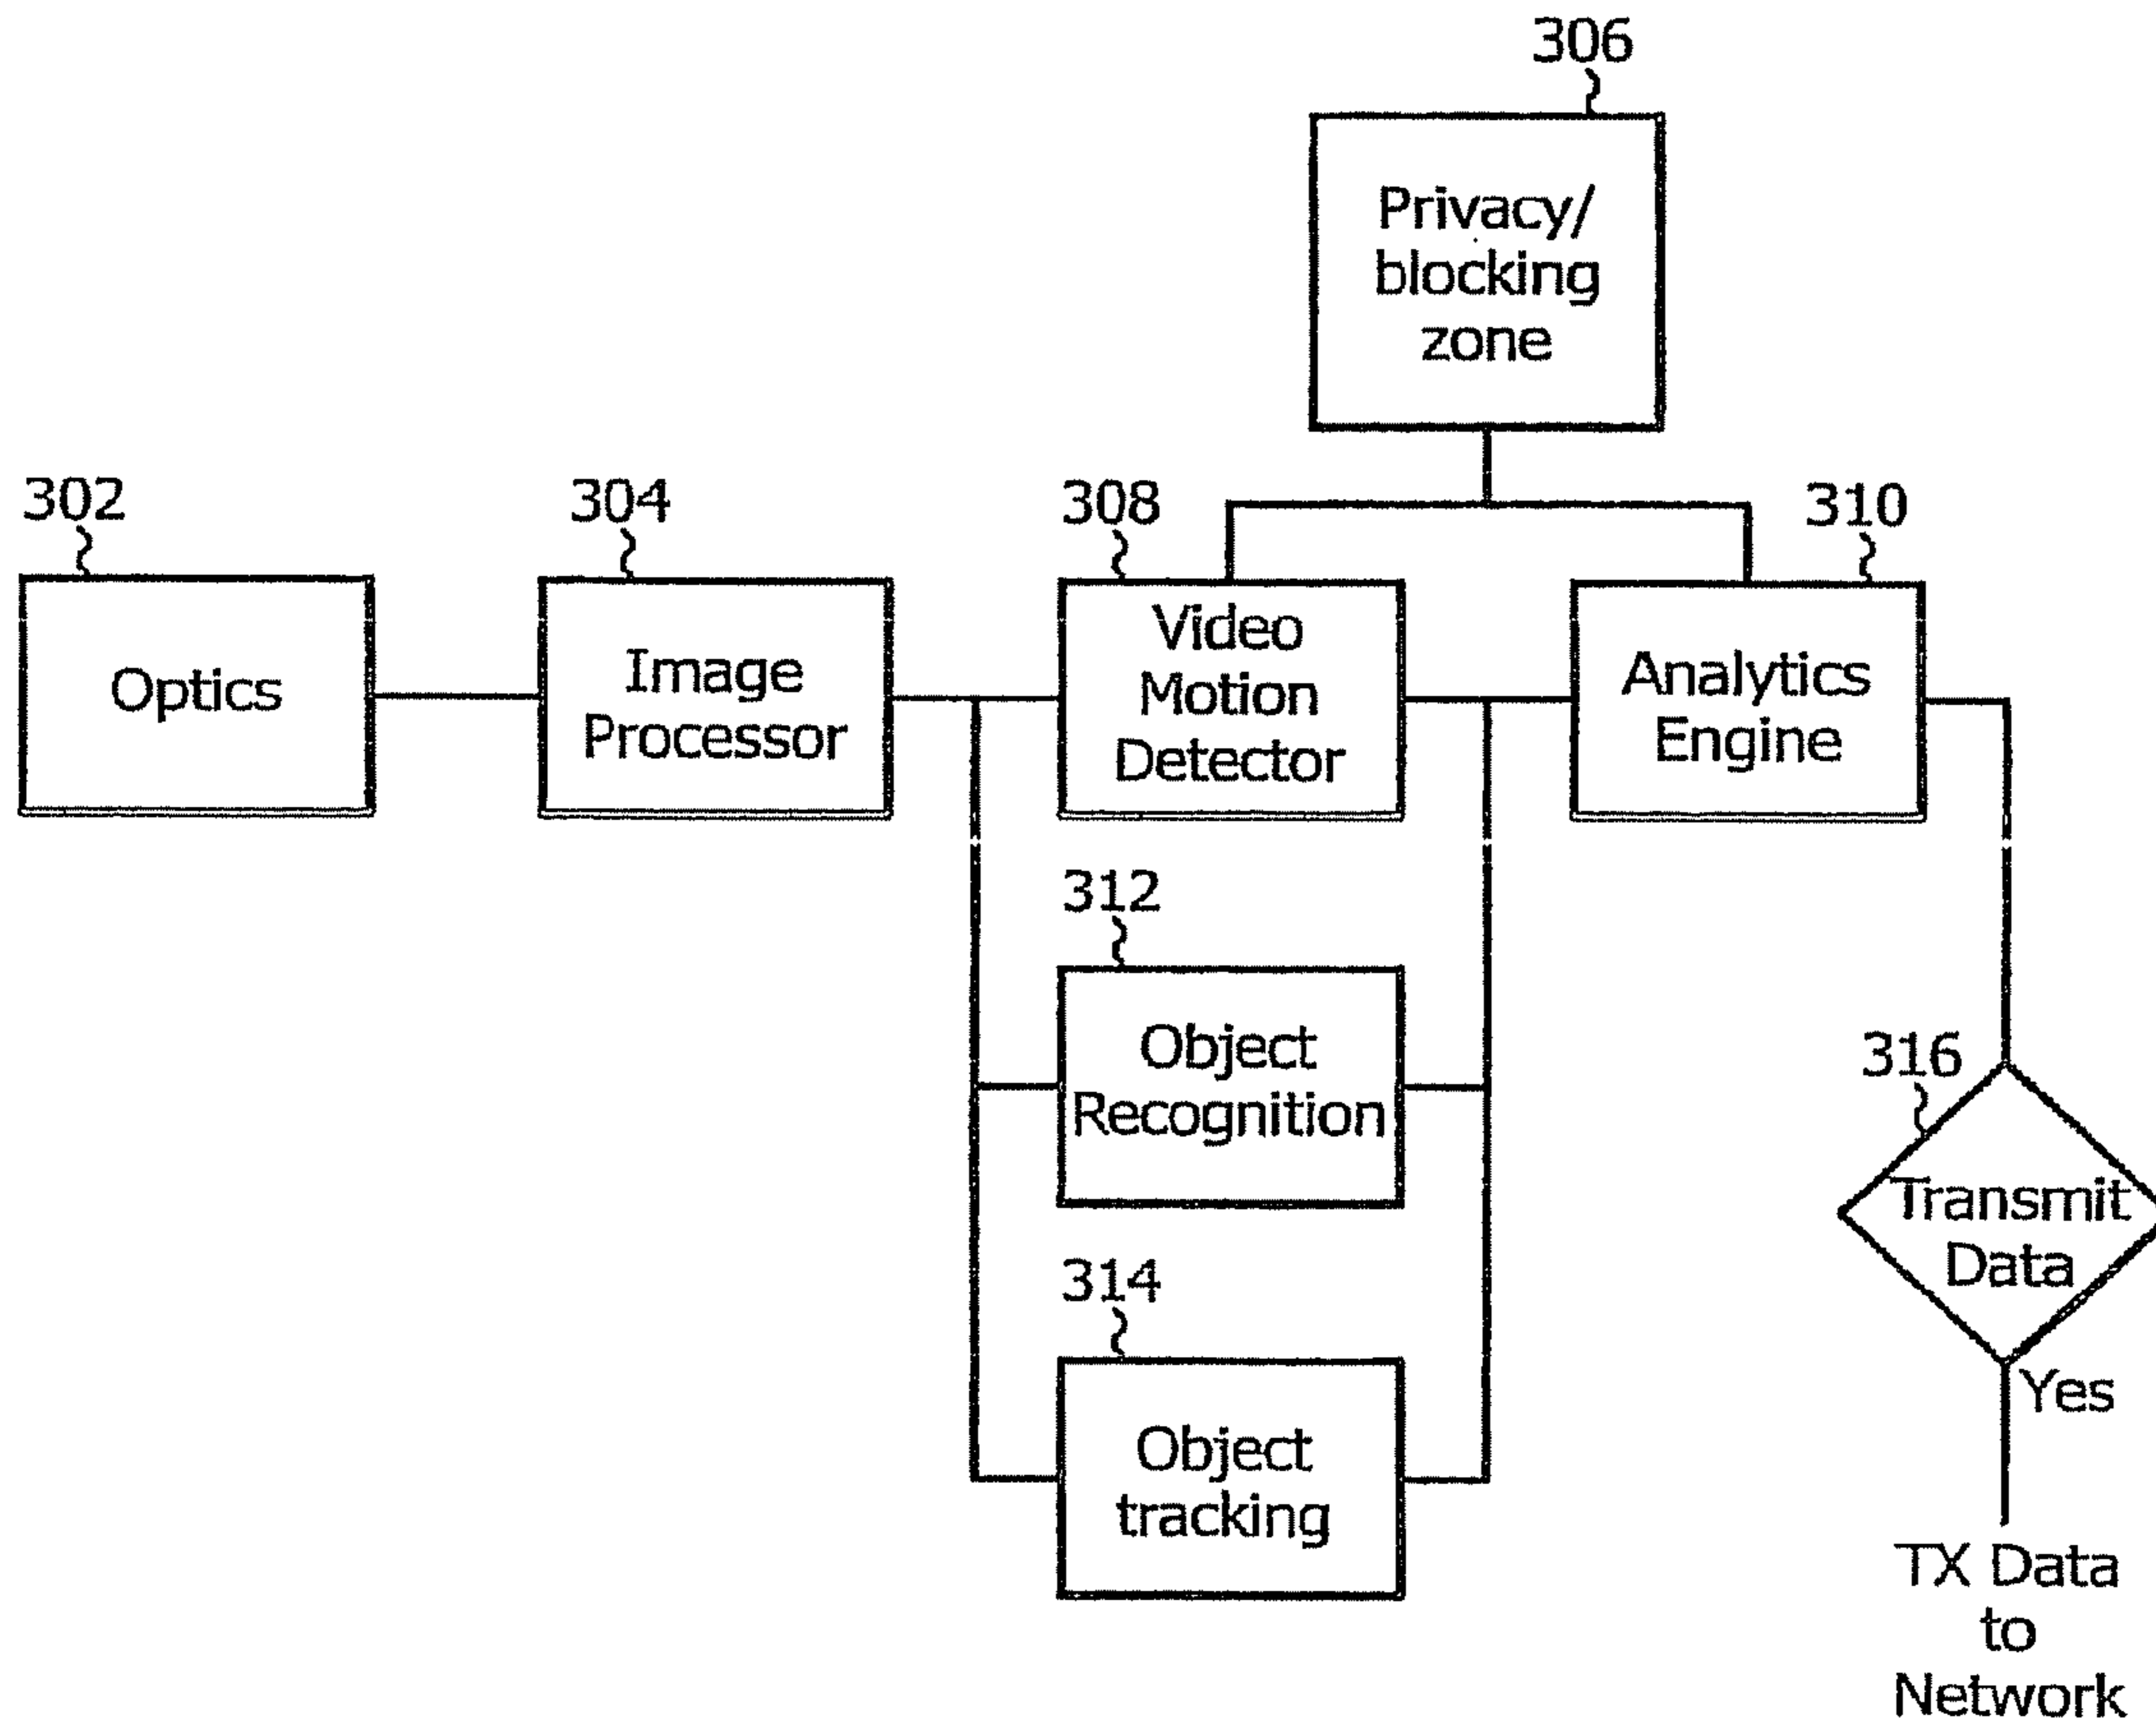 306
Privacy/
blocking
zone
302
Optics
304
Image
Processor
308
Video
Motion
Detector
310
Analytics
Engine
312
Object
Recognition
314
Object
tracking
316
Transmit
Data
Yes
TX Data
to
Network